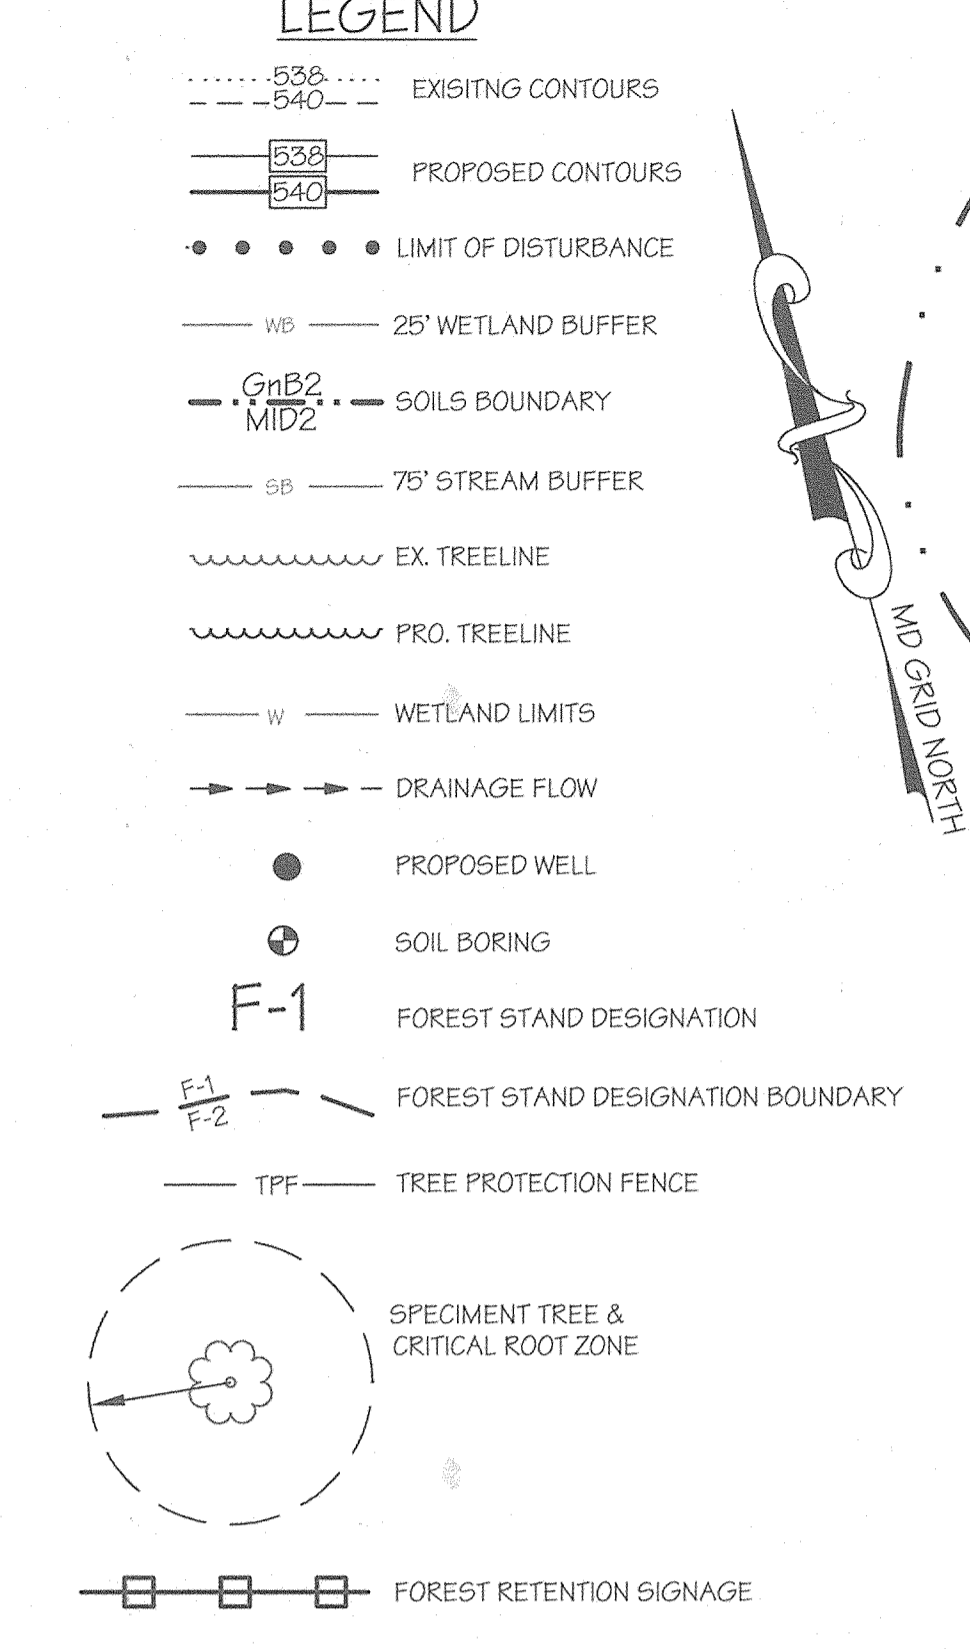 LEGEND
538
540
EXISITNG CONTOURS
538
540
PROPOSED CONTOURS
LIMIT OF DISTURBANCE
WB
25' WETLAND BUFFER
GnB2
MID2
SOILS BOUNDARY
SB
75' STREAM BUFFER
EX. TREELINE
PRO. TREELINE
W
WETLAND LIMITS
DRAINAGE FLOW
PROPOSED WELL
SOIL BORING
F-1
FOREST STAND DESIGNATION
F-1
F-2
FOREST STAND DESIGNATION BOUNDARY
TPF
TREE PROTECTION FENCE
SPECIMENT TREE &
CRITICAL ROOT ZONE
FOREST RETENTION SIGNAGE
MD GRID NORTH